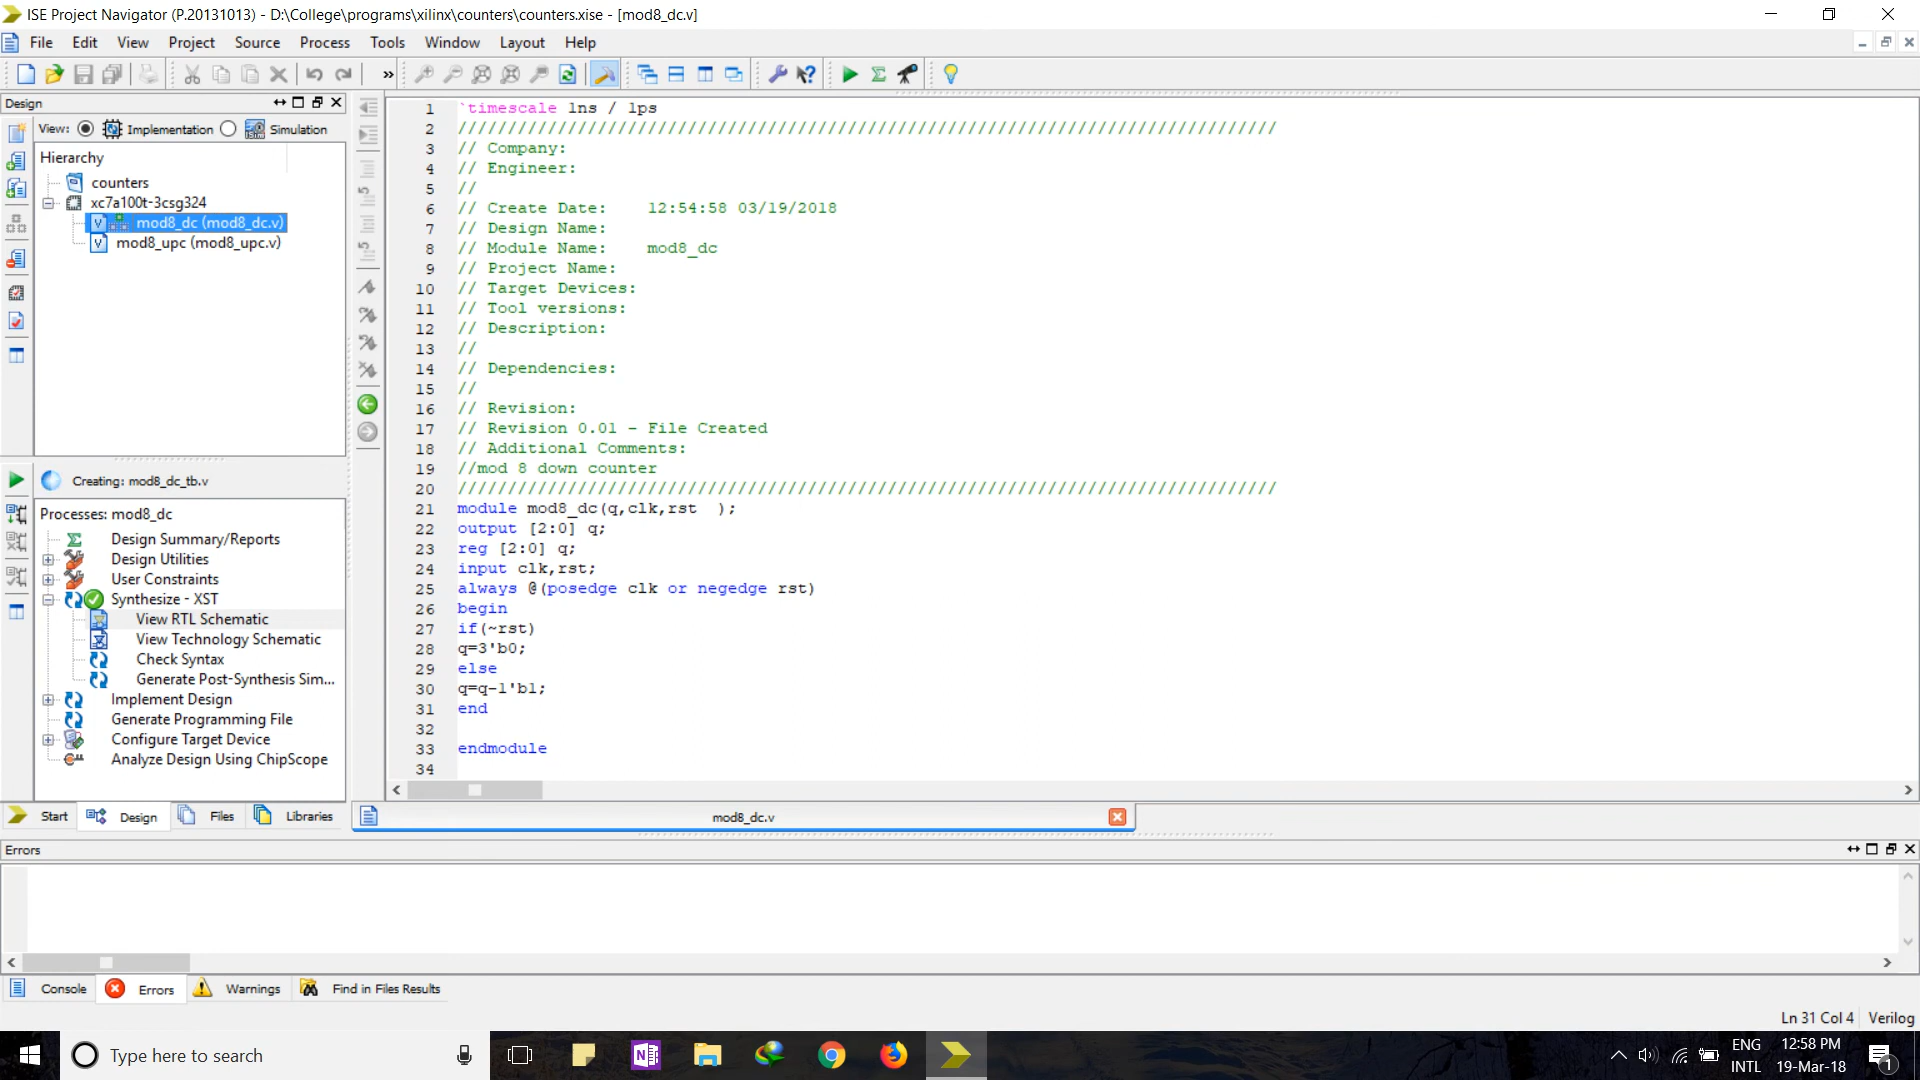 ISE Project Navigator (P.20131013) - D:\College\programs\xilinx\counters\counters.xise - [mod8_dc.v]
File Edit View Project Source Process Tools Window Layout Help
»
Design
View: Implementation Simulation
Hierarchy
counters
xc7a100t-3csg324
mod8_dc (mod8_dc.v)
mod8_upc (mod8_upc.v)
Creating: mod8_dc_tb.v
Processes: mod8_dc
Design Summary/Reports
Design Utilities
User Constraints
Synthesize - XST
View RTL Schematic
View Technology Schematic
Check Syntax
Generate Post-Synthesis Sim...
Implement Design
Generate Programming File
Configure Target Device
Analyze Design Using ChipScope
Start Design Files Libraries
1 `timescale 1ns / 1ps
2 //////////////////////////////////////////////////////////////////////////////////
3 // Company:
4 // Engineer:
5 //
6 // Create Date:    12:54:58 03/19/2018
7 // Design Name:
8 // Module Name:    mod8_dc
9 // Project Name:
10 // Target Devices:
11 // Tool versions:
12 // Description:
13 //
14 // Dependencies:
15 //
16 // Revision:
17 // Revision 0.01 - File Created
18 // Additional Comments:
19 //mod 8 down counter
20 //////////////////////////////////////////////////////////////////////////////////
21 module mod8_dc(q,clk,rst  );
22 output [2:0] q;
23 reg [2:0] q;
24 input clk,rst;
25 always @(posedge clk or negedge rst)
26 begin
27 if(~rst)
28 q=3'b0;
29 else
30 q=q-1'b1;
31 end
32
33 endmodule
34
mod8_dc.v
Errors
Console Errors Warnings Find in Files Results
Ln 31 Col 4 Verilog
Type here to search
ENG
INTL
12:58 PM
19-Mar-18
1